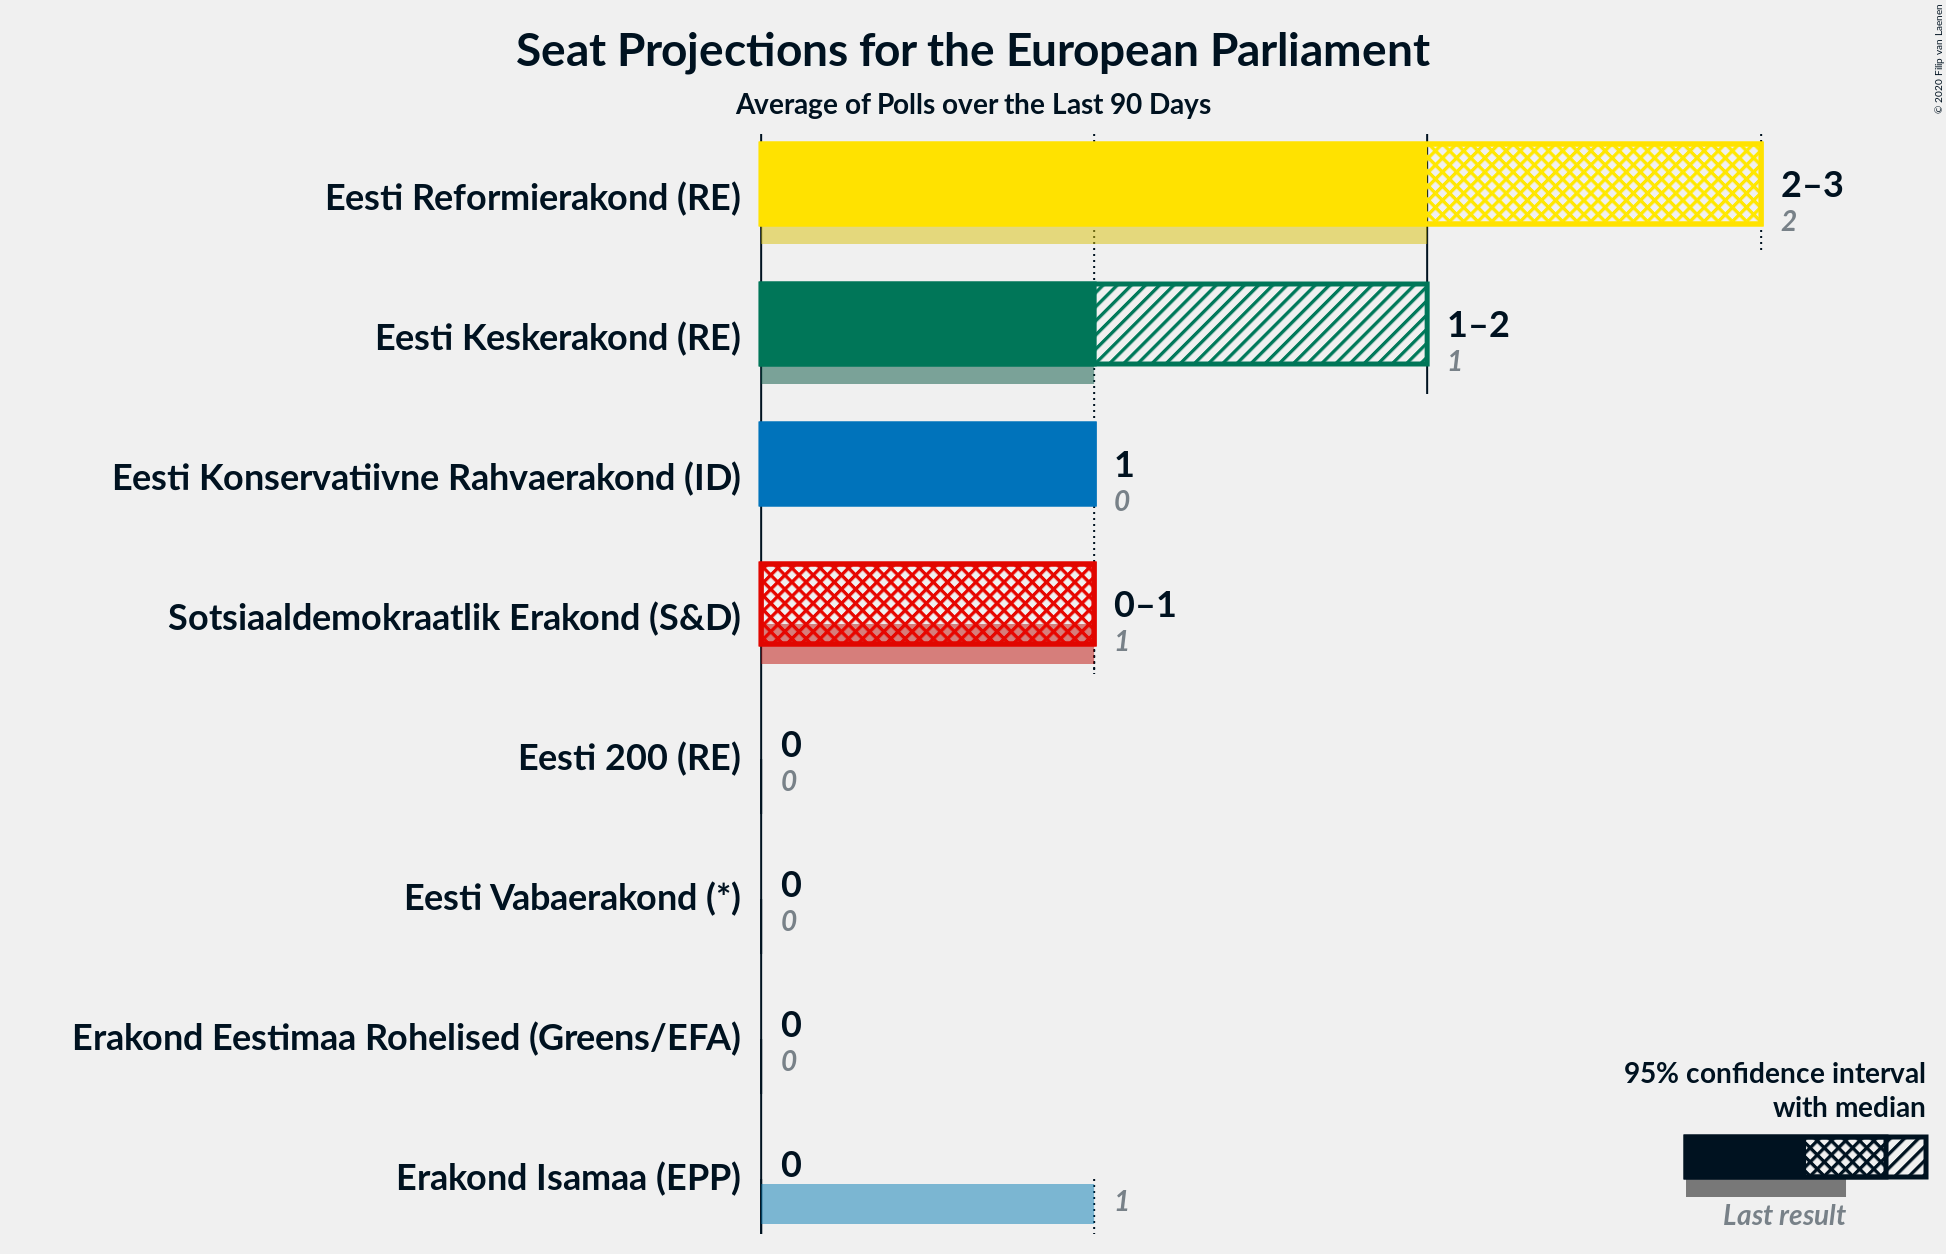 Seat Projections for the European Parliament
Average of Polls over the Last 90 Days
© 2020 Filip van Laenen
Eesti Reformierakond (RE)
2–3
2
Eesti Keskerakond (RE)
1–2
1
Eesti Konservatiivne Rahvaerakond (ID)
1
0
Sotsiaaldemokraatlik Erakond (S&D)
0–1
1
Eesti 200 (RE)
0
0
Eesti Vabaerakond (*)
0
0
Erakond Eestimaa Rohelised (Greens/EFA)
0
0
Erakond Isamaa (EPP)
0
1
95% confidence interval
with median
Last result